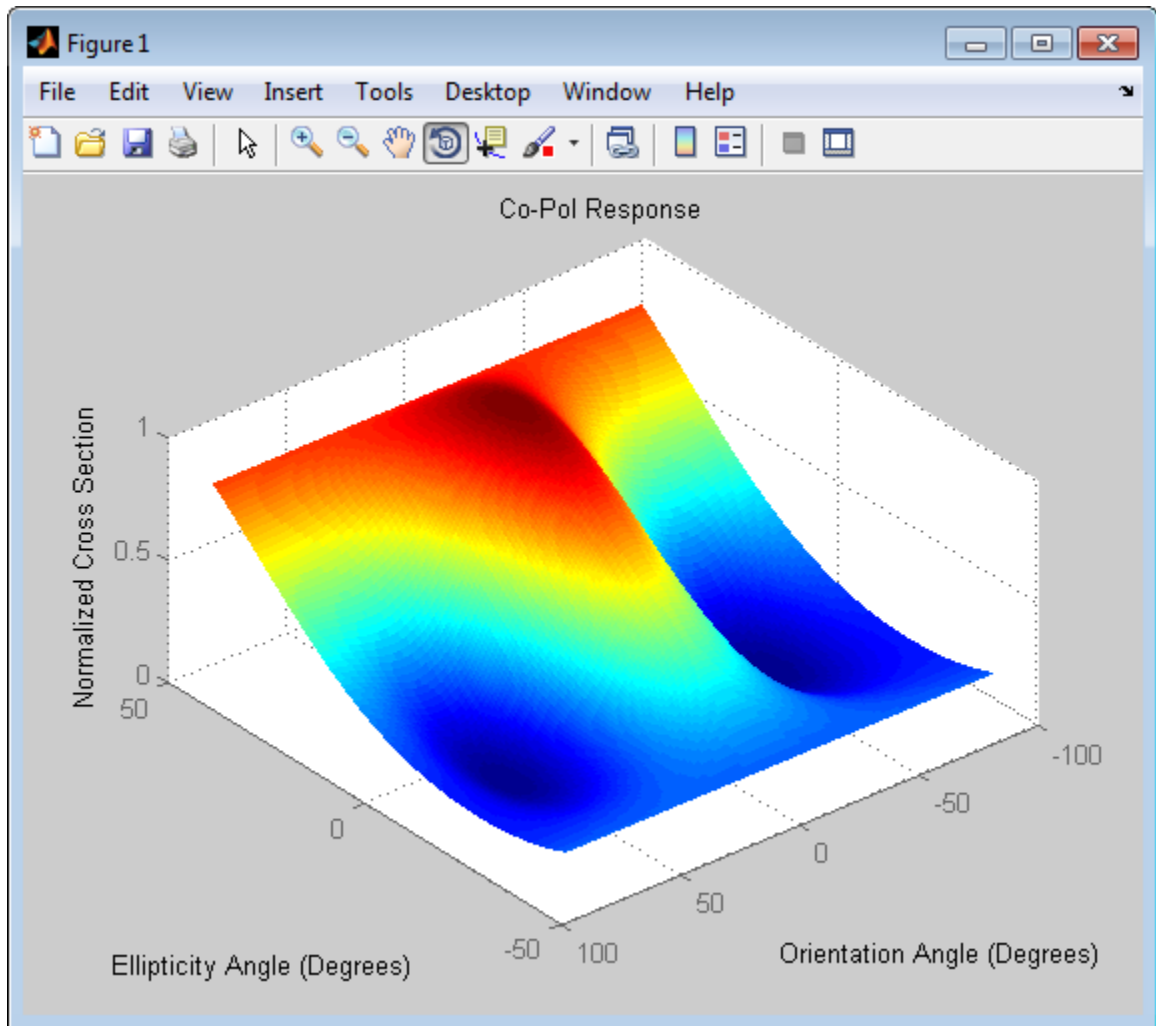 Figure 1
File Edit View Insert Tools Desktop Window Help
Co-Pol Response
Normalized Cross Section
1
0.5
0
50
0
-50
Ellipticity Angle (Degrees)
100
50
0
-50
-100
Orientation Angle (Degrees)